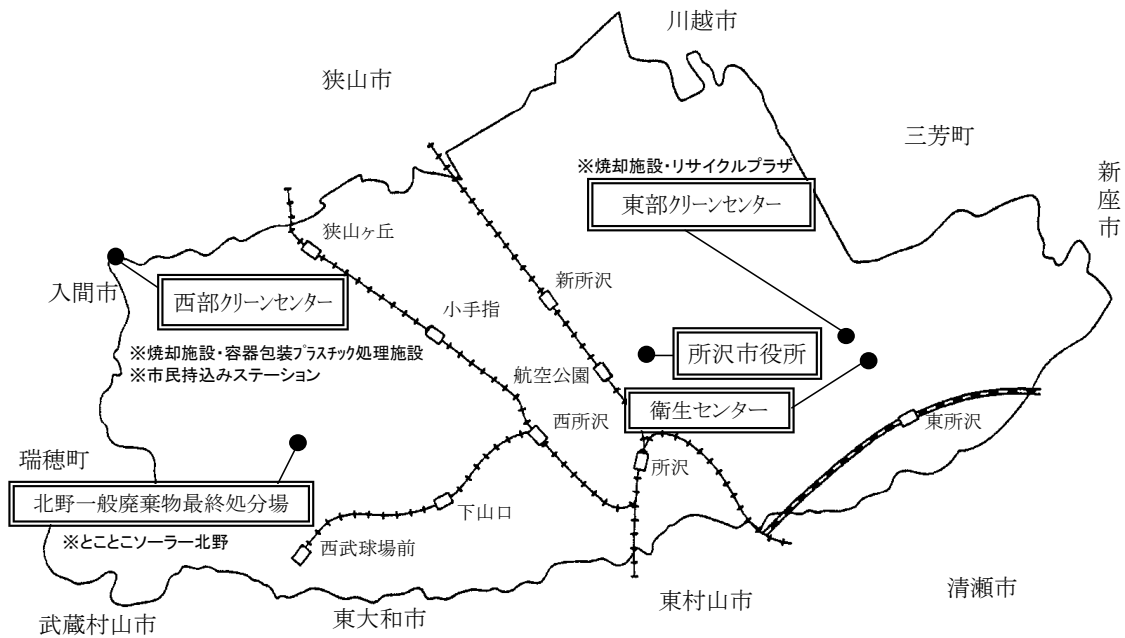 川越市
狭山市
三芳町
※焼却施設・リサイクルプラザ
新座市
東部クリーンセンター
狭山ヶ丘
新所沢
入間市
西部クリーンセンター
小手指
※焼却施設・容器包装プラスチック処理施設
所沢市役所
※市民持込みステーション
航空公園
衛生センター
西所沢
東所沢
瑞穂町
所沢
北野一般廃棄物最終処分場
下山口
※とことこソーラー北野
西武球場前
清瀬市
東村山市
東大和市
武蔵村山市